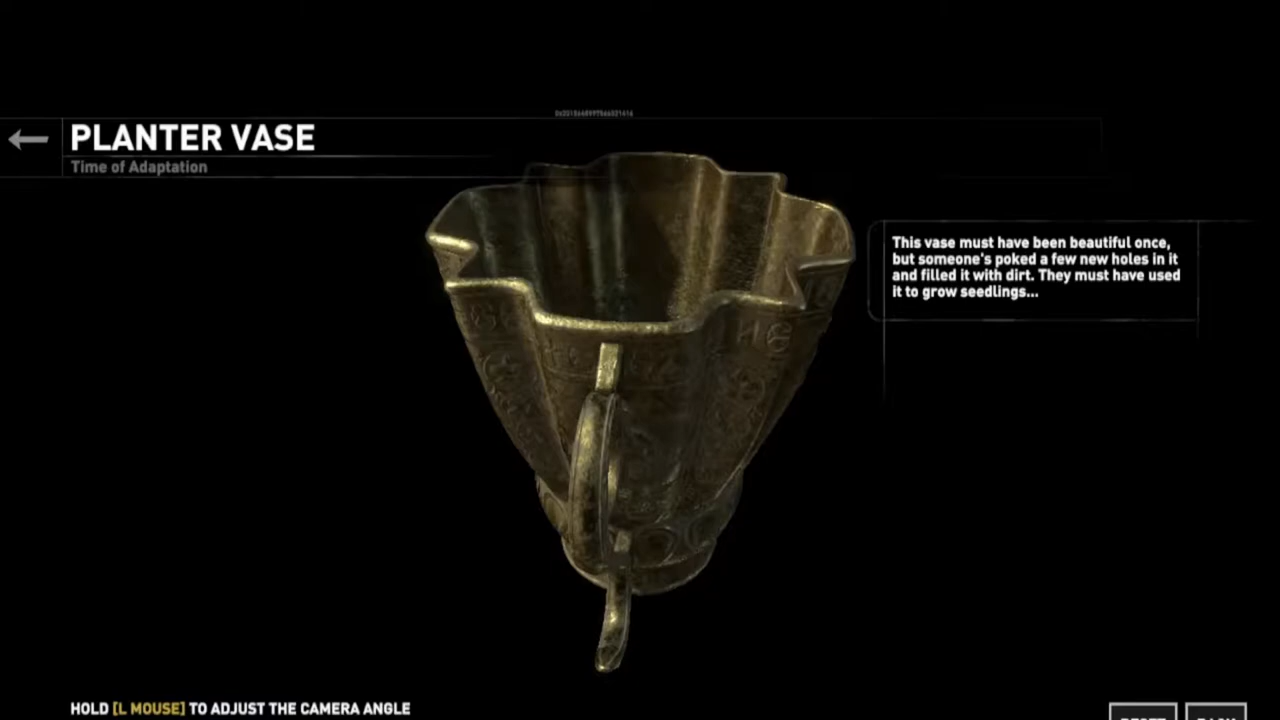 PLANTER VASE
Time of Adaptation
This vase must have been beautiful once,
but someone's poked a few new holes in it
and filled it with dirt. They must have used
it to grow seedlings...
HOLD [L MOUSE] TO ADJUST THE CAMERA ANGLE